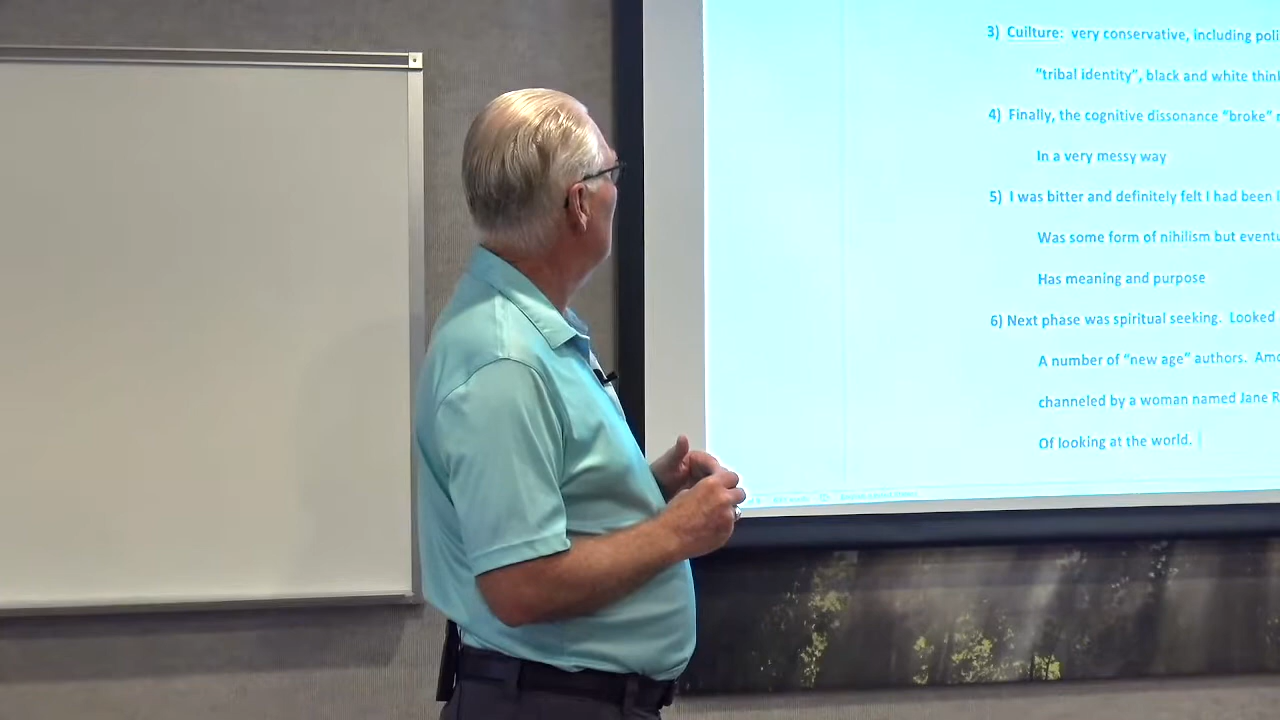 3) Cuilture: very conservative, including poli
"tribal identity", black and white think
4) Finally, the cognitive dissonance "broke"
In a very messy way
5) I was bitter and definitely felt I had been
Was some form of nihilism but eventu
Has meaning and purpose
6) Next phase was spiritual seeking. Looked
A number of "new age" authors. Amo
channeled by a woman named Jane R
Of looking at the world.